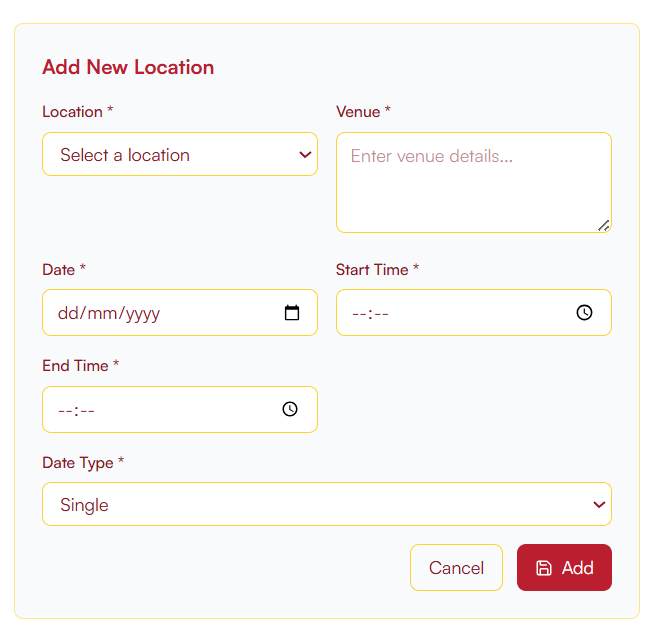 Add New Location
Location * Venue *
Select a location Enter venue details...
Date * Start Time *
dd/mm/yyyy --:--
End Time *
--:--
Date Type *
Single
Cancel Add